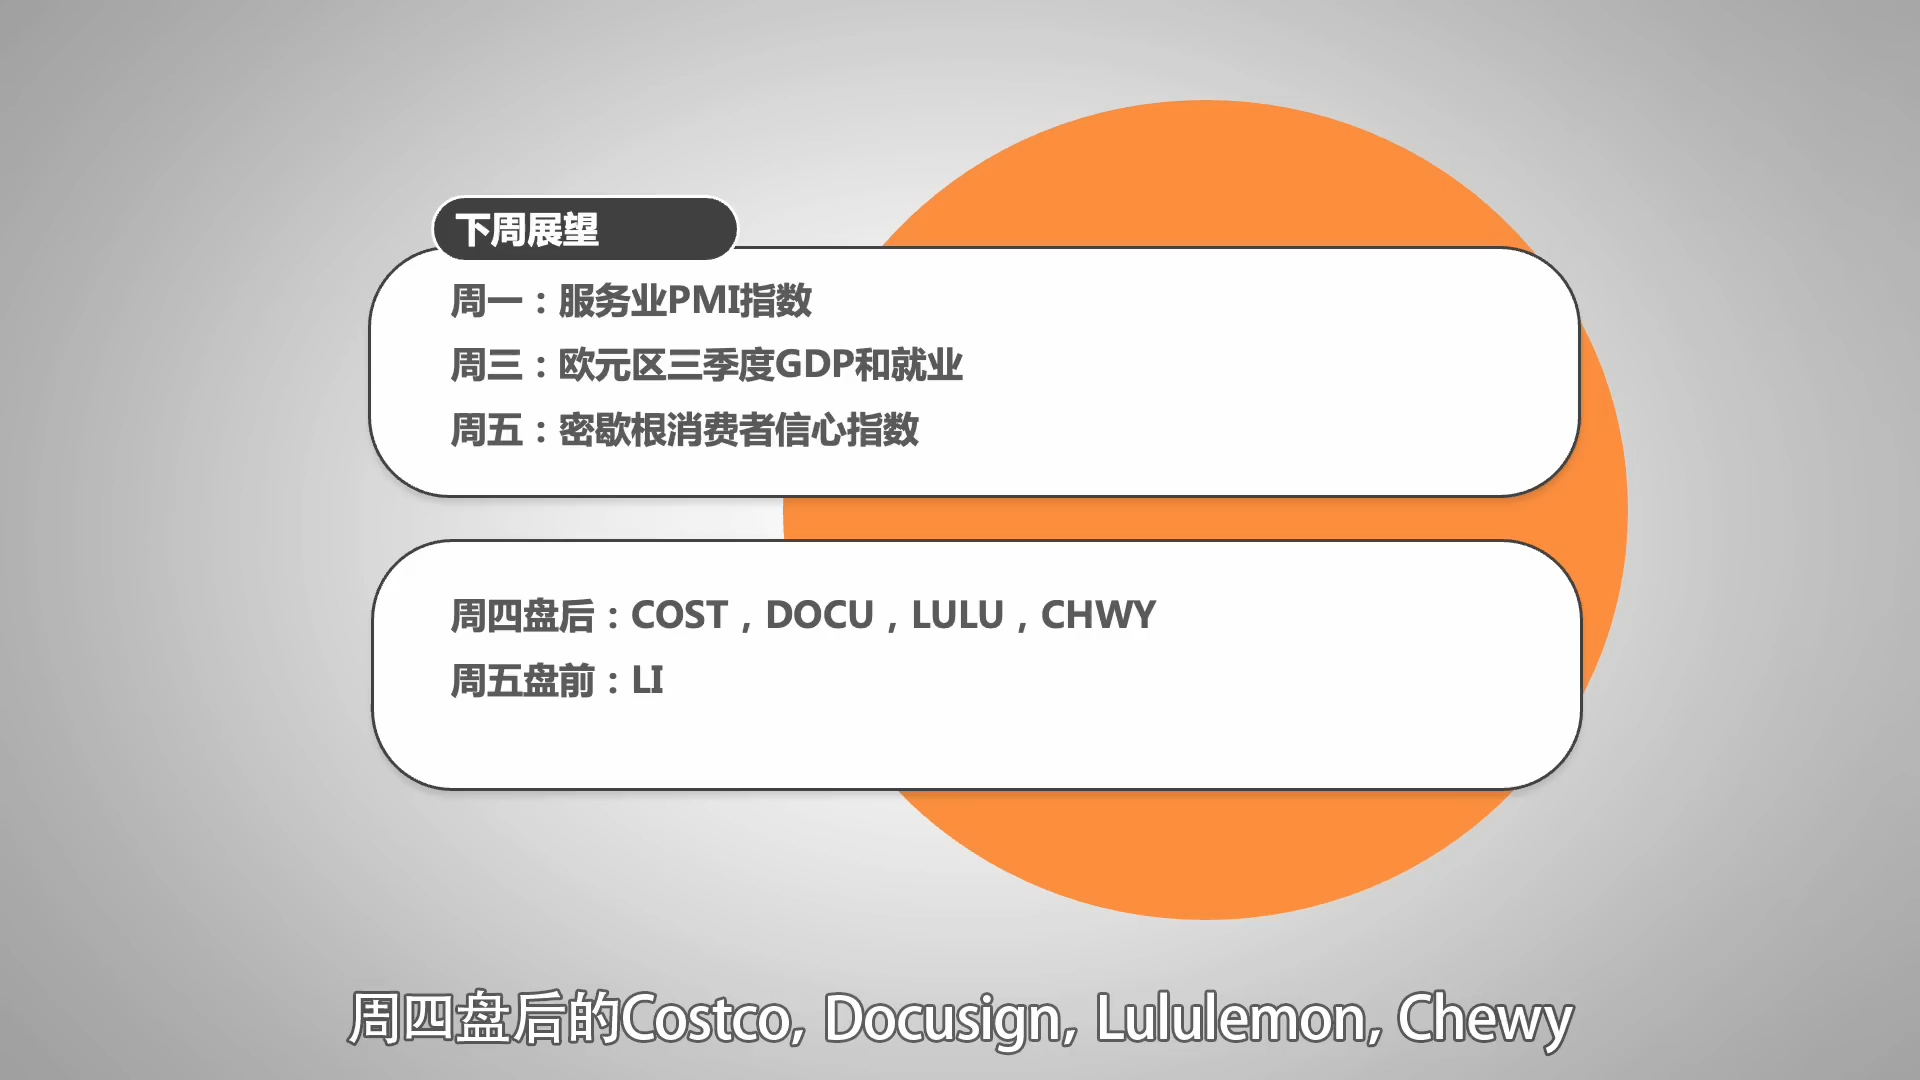 下周展望
周一：服务业PMI指数
周三：欧元区三季度GDP和就业
周五：密歇根消费者信心指数
周四盘后：COST，DOCU，LULU，CHWY
周五盘前：LI
周四盘后的Costco, Docusign, Lululemon, Chewy